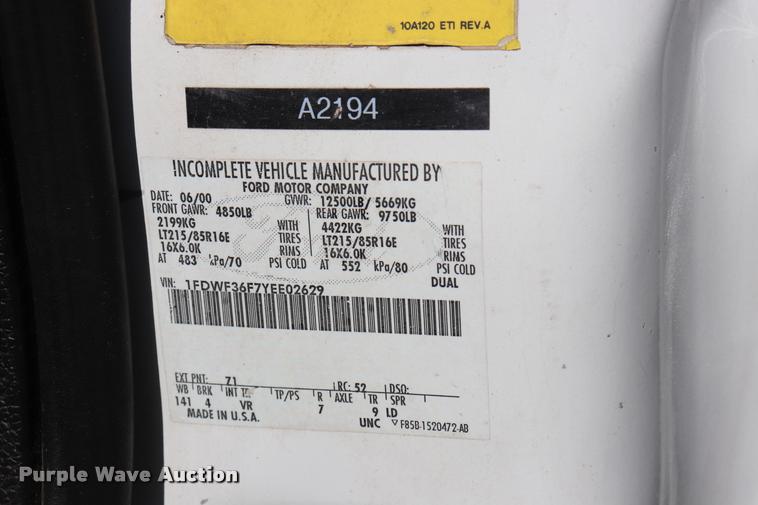 10A120 ETI REV.A
A2194
INCOMPLETE VEHICLE MANUFACTURED BY
FORD MOTOR COMPANY
DATE: 06/00 GVWR: 12500LB/ 5669KG
FRONT GAWR: 4850LB REAR GAWR: 9750LB
2199KG WITH 4422KG WITH
LT215/85R16E TIRES LT215/85R16E TIRES
16X6.0K RINS 16X6.0K RINS
AT 483 kPa/70 PSI COLD AT 552 kPa/80 PSI COLD
DUAL
VIN: 1FDWF36F7YEE02629
EXT PNT: Z1 RC: 52 DSO:
WB BRK INT TP/PS R AXLE TR SPR
141 4 VR 7 9 LD
MADE IN U.S.A. UNC F85B-1520472-AB
Purple Wave Auction